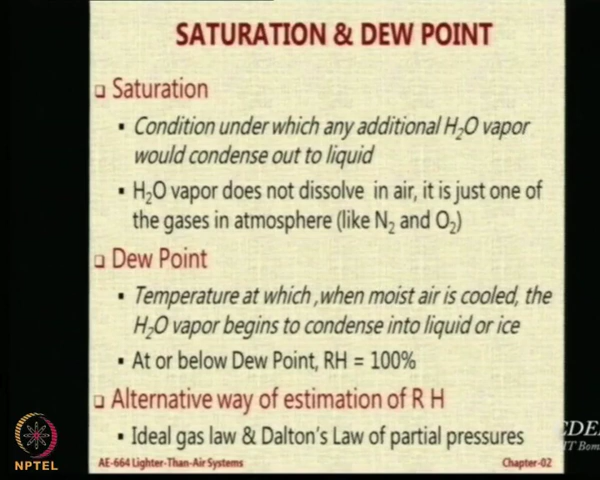 SATURATION & DEW POINT
❑ Saturation
▪ Condition under which any additional H₂O vapor
would condense out to liquid
▪ H₂O vapor does not dissolve in air, it is just one of
the gases in atmosphere (like N₂ and O₂)
❑ Dew Point
▪ Temperature at which ,when moist air is cooled, the
H₂O vapor begins to condense into liquid or ice
▪ At or below Dew Point, RH = 100%
❑ Alternative way of estimation of R H
▪ Ideal gas law & Dalton's Law of partial pressures
AE-664 Lighter-Than-Air Systems
Chapter-02
NPTEL